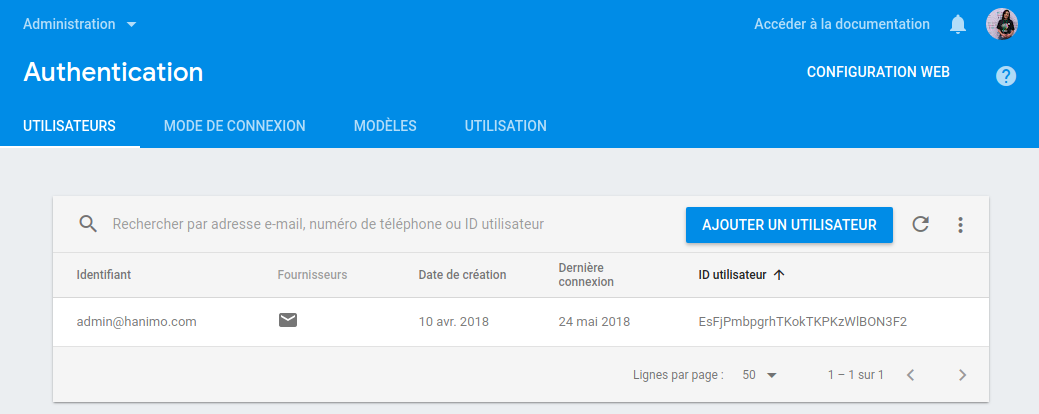 Administration
Accéder à la documentation
Authentication
CONFIGURATION WEB
UTILISATEURS
MODE DE CONNEXION
MODÈLES
UTILISATION
Rechercher par adresse e-mail, numéro de téléphone ou ID utilisateur
AJOUTER UN UTILISATEUR
Identifiant
Fournisseurs
Date de création
Dernière
connexion
ID utilisateur
admin@hanimo.com
10 avr. 2018
24 mai 2018
EsFjPmbpgrhTKokTKPKzWlBON3F2
Lignes par page :
50
1 – 1 sur 1